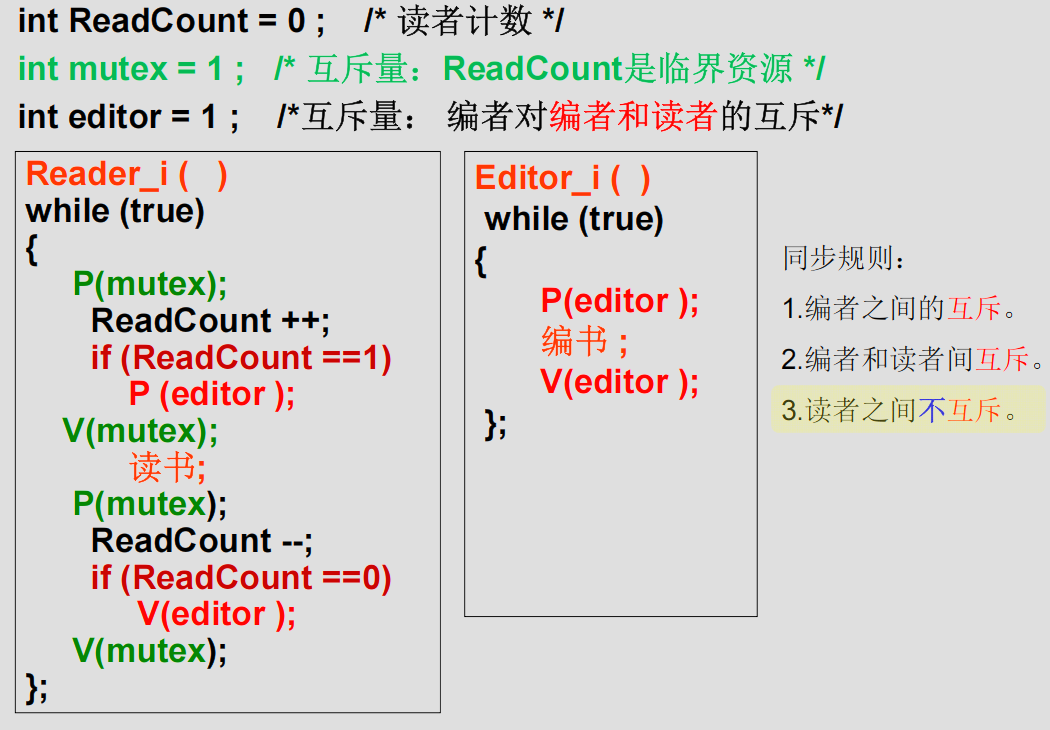 int ReadCount = 0 ; /* 读者计数 */
int mutex = 1 ; /* 互斥量：ReadCount是临界资源 */
int editor = 1 ; /*互斥量： 编者对编者和读者的互斥*/
Reader_i ( )
while (true)
{
P(mutex);
ReadCount ++;
if (ReadCount ==1)
P (editor );
V(mutex);
读书;
P(mutex);
ReadCount --;
if (ReadCount ==0)
V(editor );
V(mutex);
};
Editor_i ( )
while (true)
{
P(editor );
编书 ;
V(editor );
};
同步规则：
1.编者之间的互斥。
2.编者和读者间互斥。
3.读者之间不互斥。